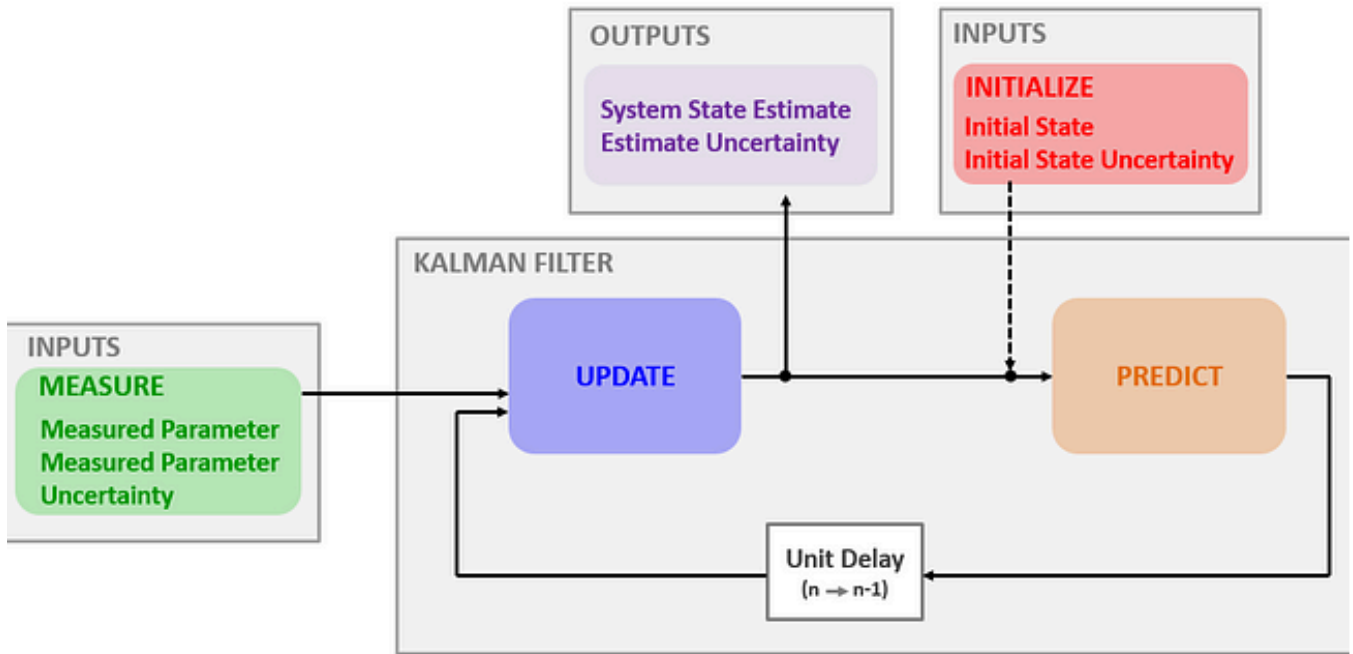 OUTPUTS
System State Estimate
Estimate Uncertainty
INPUTS
INITIALIZE
Initial State
Initial State Uncertainty
KALMAN FILTER
INPUTS
MEASURE
Measured Parameter
Measured Parameter
Uncertainty
UPDATE
PREDICT
Unit Delay
(n → n-1)